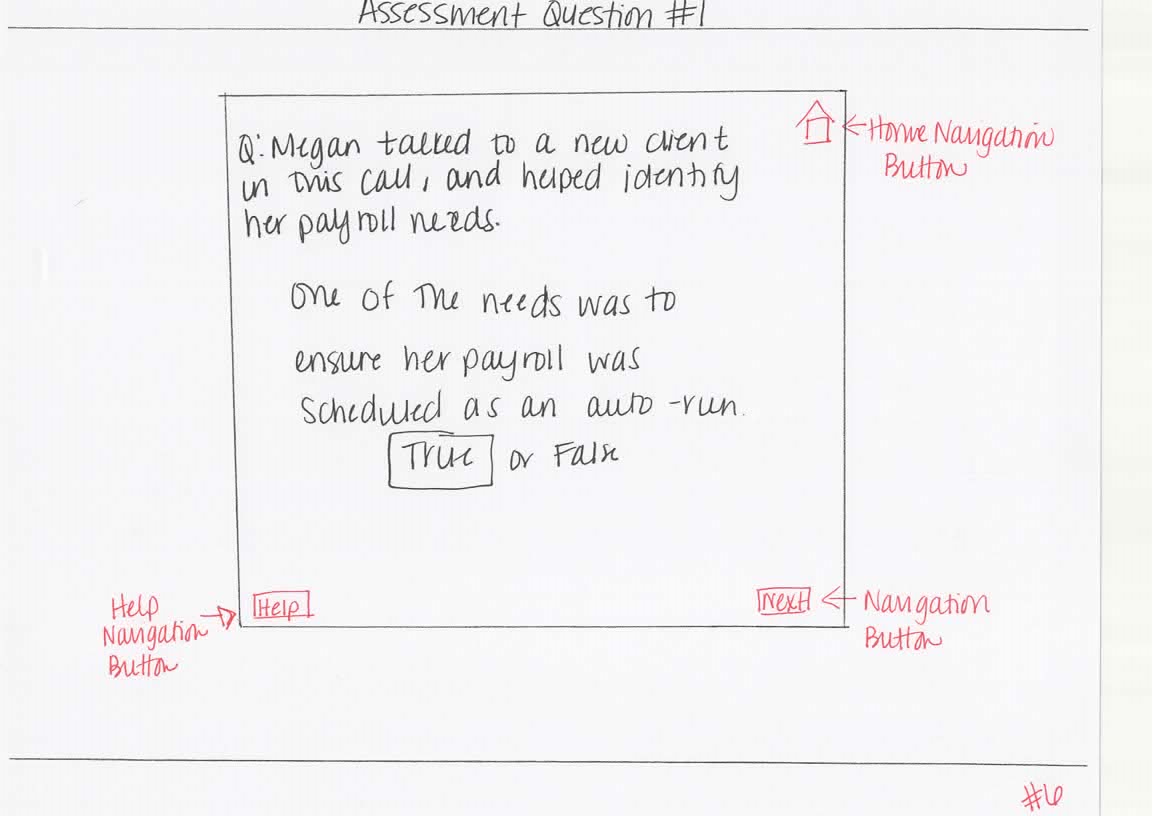 Assessment Question #1
Q: Megan talked to a new client
in this call, and helped identify
her payroll needs.
One of the needs was to
ensure her payroll was
scheduled as an auto-run.
True or False
Home Navigation
Button
Help
Navigation
Button
Help
Next
Navigation
Button
#6